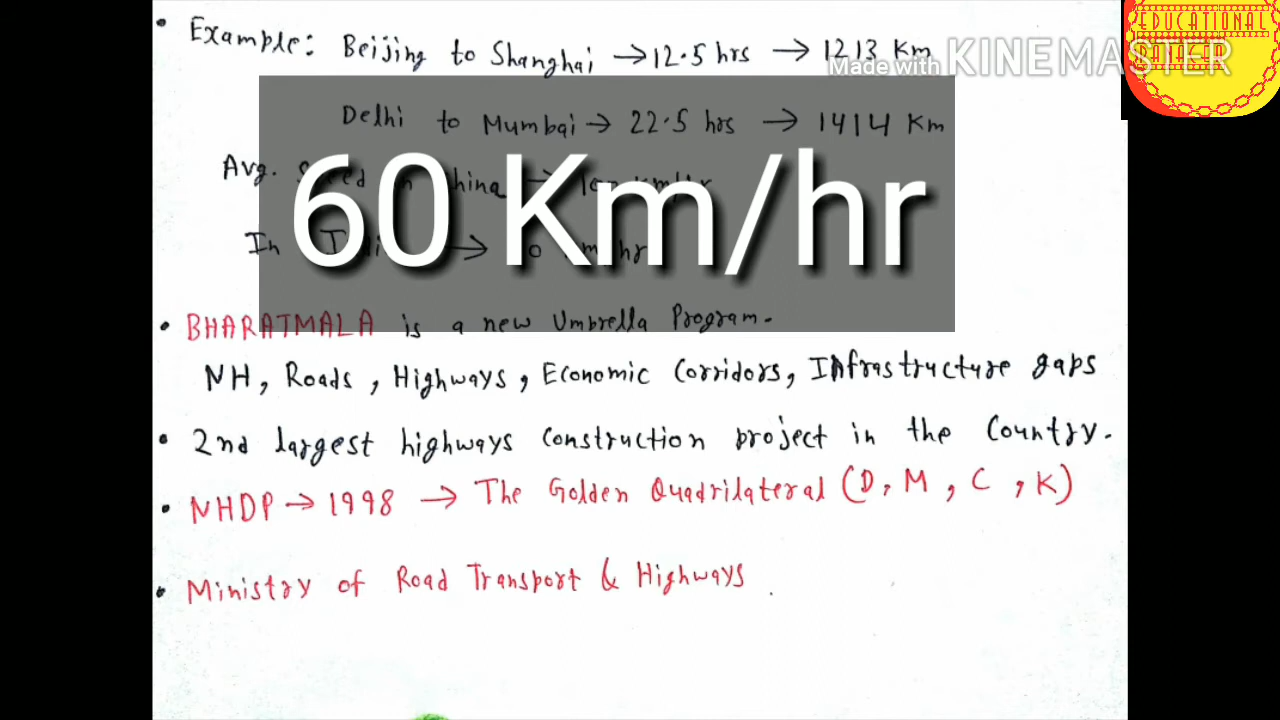 • Example: Beijing to Shanghai → 12.5 hrs → 1213 Km
Made with KINEMASTER
EDUCATIONAL
Delhi to Mumbai → 22.5 hrs → 1414 Km
Avg. China →
60 Km/hr
In →
• BHARATMALA is a new Umbrella Program.
NH, Roads, Highways, Economic Corridors, Infrastructure gaps
• 2nd largest highways construction project in the Country.
• NHDP → 1998 → The Golden Quadrilateral (D, M, C, K)
• Ministry of Road Transport & Highways.